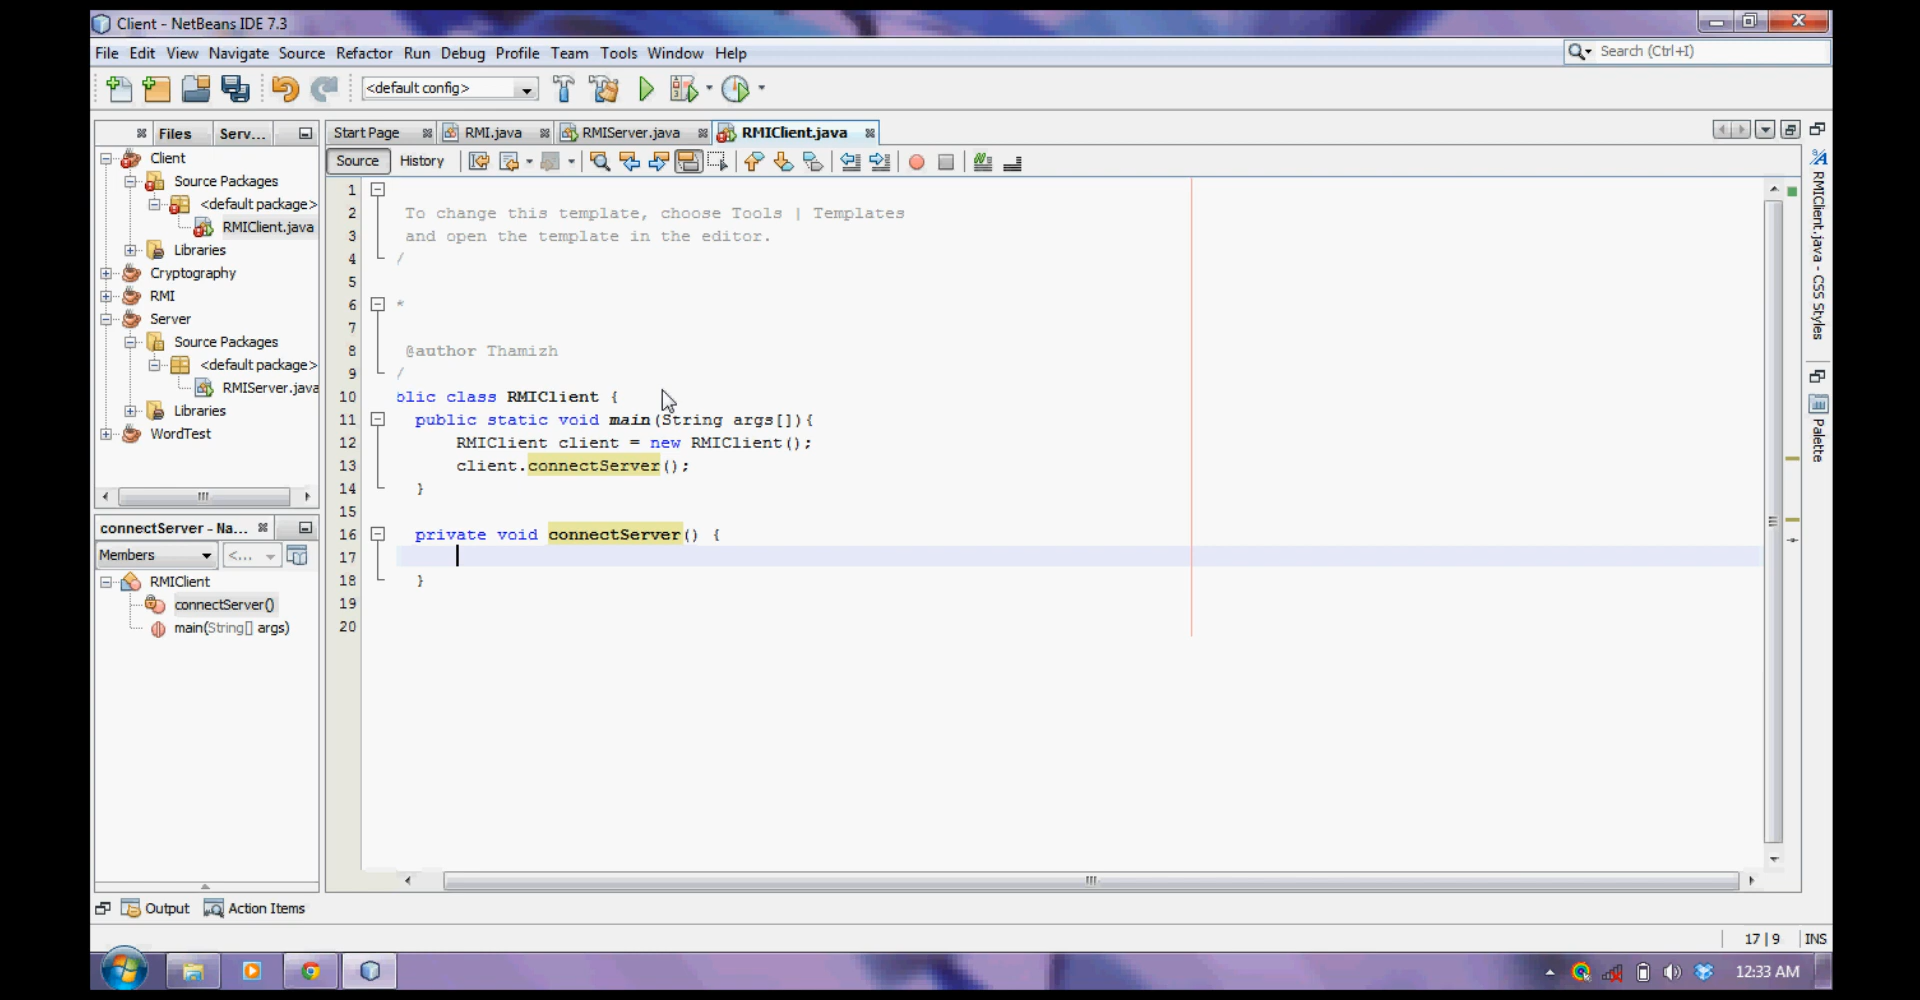 Client - NetBeans IDE 7.3
File Edit View Navigate Source Refactor Run Debug Profile Team Tools Window Help
Search (Ctrl+I)
<default config>
Files Serv...
Start Page RMI.java RMIServer.java RMIClient.java
Source History
Client
Source Packages
<default package>
RMIClient.java
Libraries
Cryptography
RMI
Server
Source Packages
<default package>
RMIServer.java
Libraries
WordTest
connectServer - Na...
Members <...
RMIClient
connectServer()
main(String[] args)
1
2 To change this template, choose Tools | Templates
3 and open the template in the editor.
4 /
5
6 *
7
8 @author Thamizh
9 /
10 blic class RMIClient {
11 public static void main(String args[]){
12 RMIClient client = new RMIClient();
13 client.connectServer();
14 }
15
16 private void connectServer() {
17
18 }
19
20
RMIClient.java - CSS Styles
Palette
Output Action Items
17 | 9 INS
12:33 AM